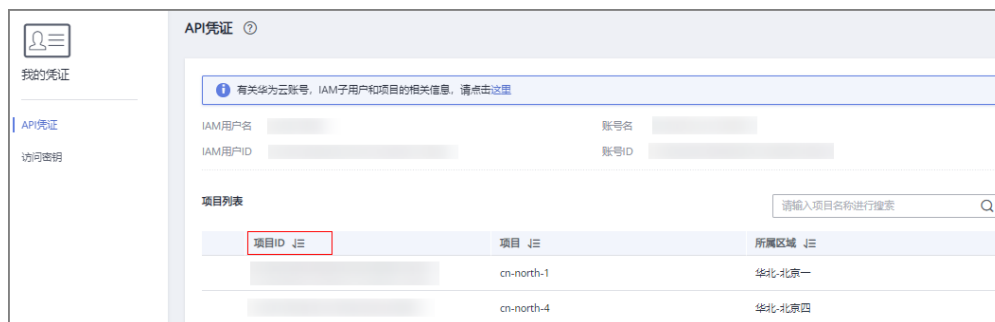 API凭证
我的凭证
API凭证
访问密钥
有关华为云账号，IAM子用户和项目的相关信息，请点击这里
IAM用户名 账号名
IAM用户ID 账号ID
项目列表
请输入项目名称进行搜索
项目ID 项目 所属区域
cn-north-1 华北-北京一
cn-north-4 华北-北京四